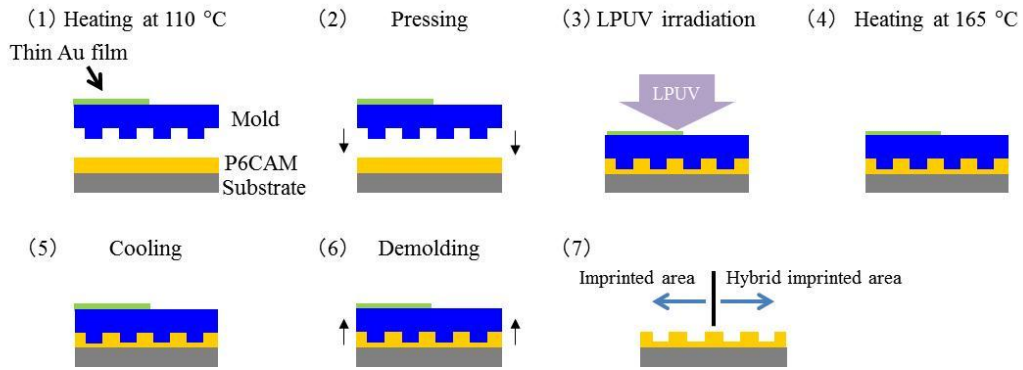 (1) Heating at 110 °C
Thin Au film
Mold
P6CAM
Substrate
(2) Pressing
(3) LPUV irradiation
LPUV
(4) Heating at 165 °C
(5) Cooling
(6) Demolding
(7)
Imprinted area
Hybrid imprinted area